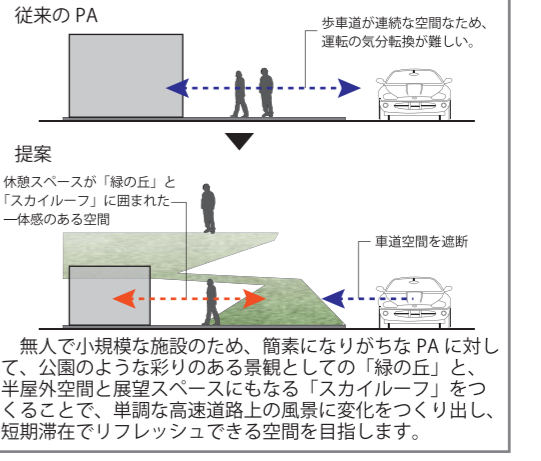 従来の PA
歩車道が連続な空間なため、
運転の気分転換が難しい。
提案
休憩スペースが「緑の丘」と
「スカイルーフ」に囲まれた
一体感のある空間
車道空間を遮断
　無人で小規模な施設のため、簡素になりがちな PA に対し
て、公園のような彩りのある景観としての「緑の丘」と、
半屋外空間と展望スペースにもなる「スカイルーフ」をつ
くることで、単調な高速道路上の風景に変化をつくり出し、
短期滞在でリフレッシュできる空間を目指します。